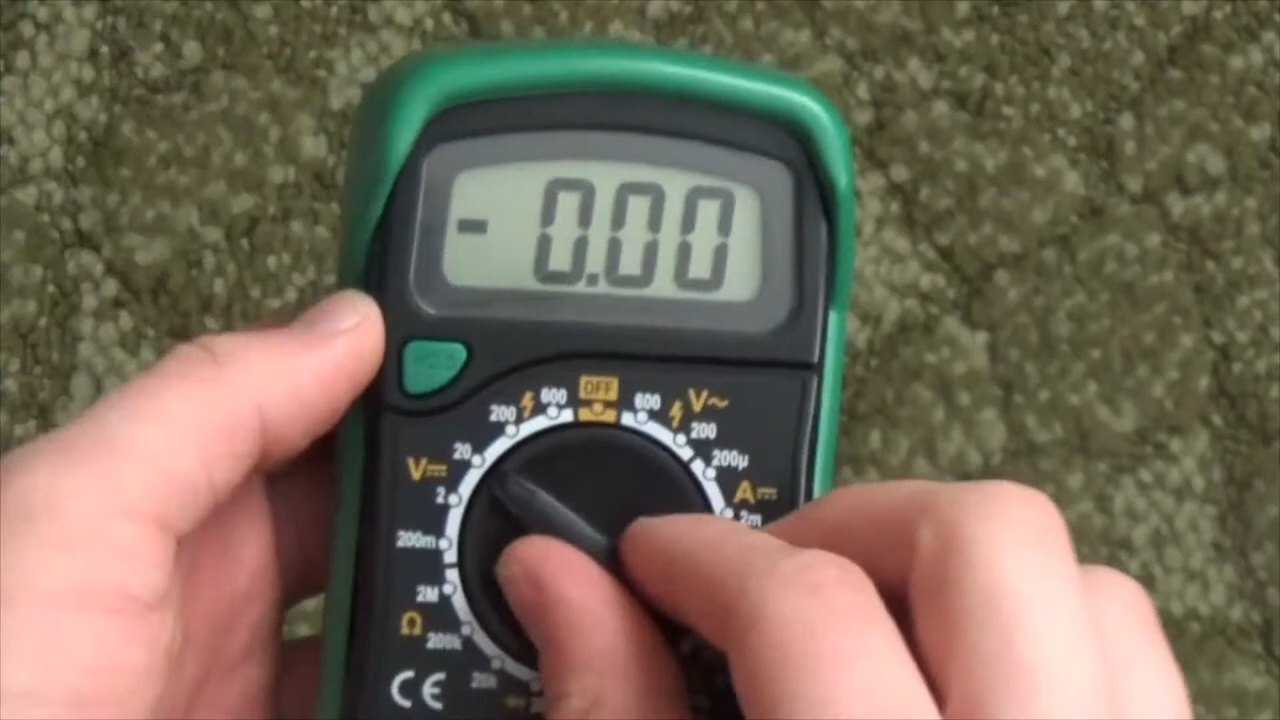 - 0.00
OFF
600
600
V~
200
200
20
200µ
V⎓
A⎓
2
2m
200m
2M
Ω
200k
20k
CE